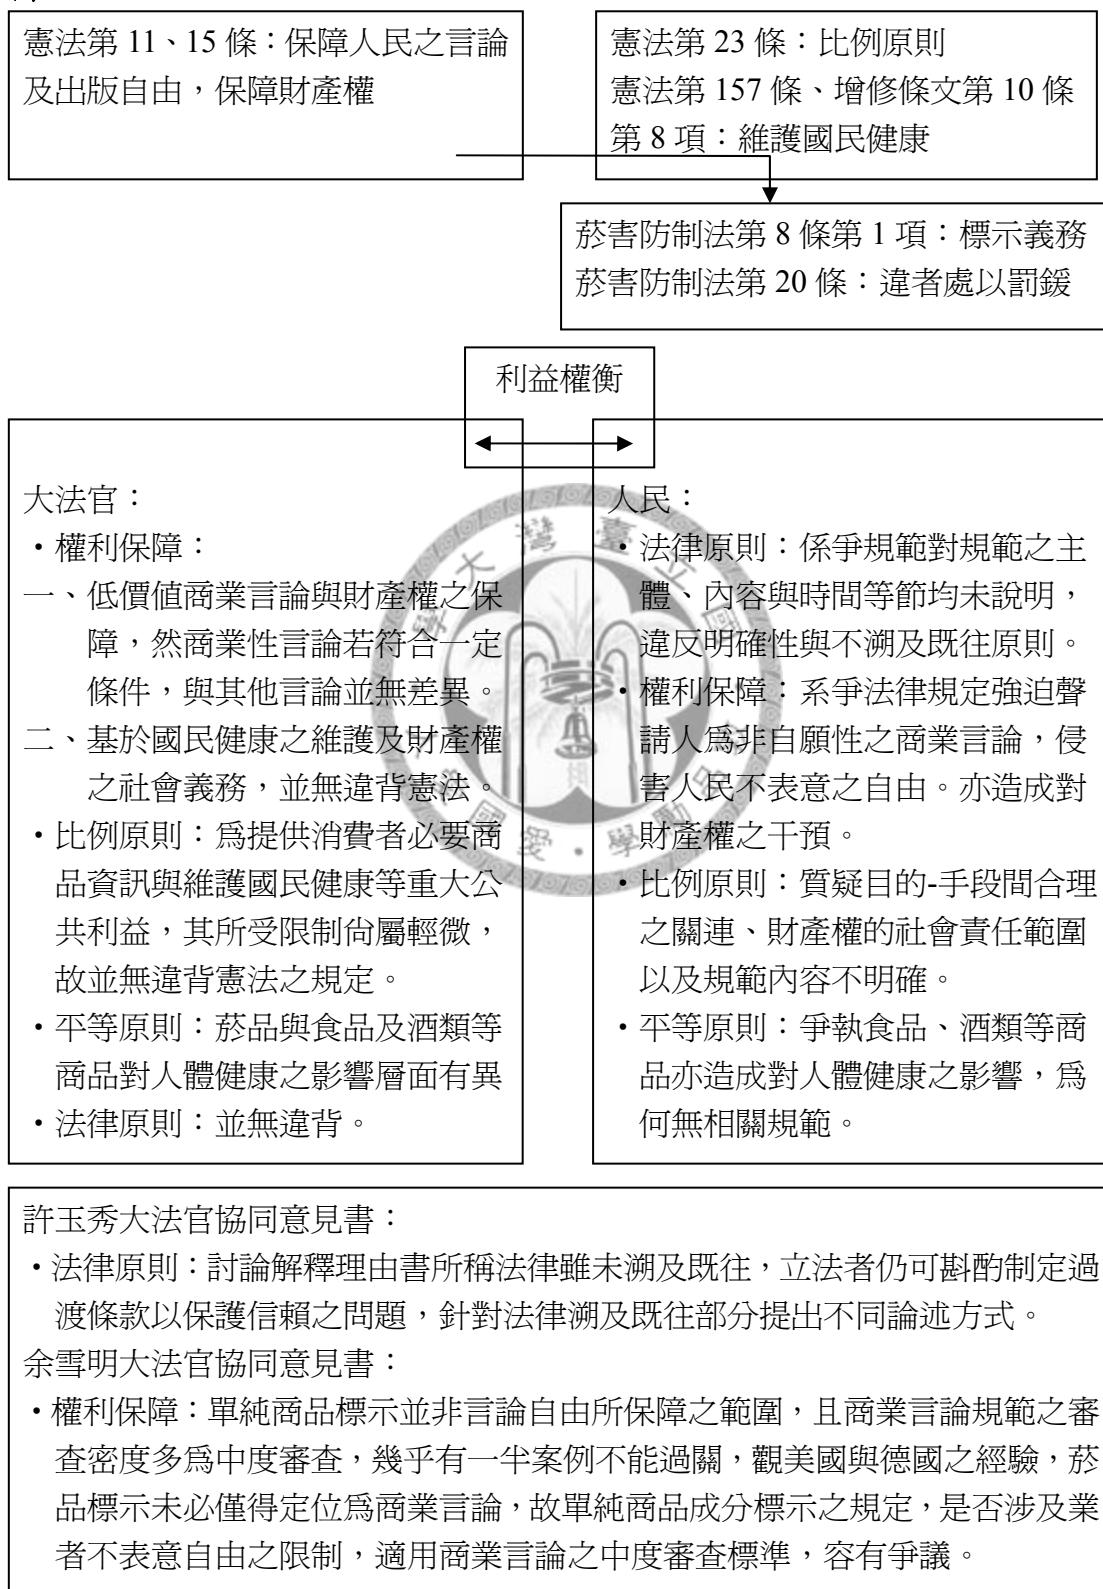 憲法第 11、15 條：保障人民之言論
及出版自由，保障財產權
憲法第 23 條：比例原則
憲法第 157 條、增修條文第 10 條
第 8 項：維護國民健康
菸害防制法第 8 條第 1 項：標示義務
菸害防制法第 20 條：違者處以罰鍰
利益權衡
大法官：
・權利保障：
一、低價值商業言論與財產權之保
障，然商業性言論若符合一定
條件，與其他言論並無差異。
二、基於國民健康之維護及財產權
之社會義務，並無違背憲法。
・比例原則：為提供消費者必要商
品資訊與維護國民健康等重大公
共利益，其所受限制尚屬輕微，
故並無違背憲法之規定。
・平等原則：菸品與食品及酒類等
商品對人體健康之影響層面有異
・法律原則：並無違背。
人民：
・法律原則：係爭規範對規範之主
體、內容與時間等節均未說明，
違反明確性與不溯及既往原則。
・權利保障：系爭法律規定強迫聲
請人為非自願性之商業言論，侵
害人民不表意之自由。亦造成對
財產權之干預。
・比例原則：質疑目的-手段間合理
之關連、財產權的社會責任範圍
以及規範內容不明確。
・平等原則：爭執食品、酒類等商
品亦造成對人體健康之影響，為
何無相關規範。
許玉秀大法官協同意見書：
・法律原則：討論解釋理由書所稱法律雖未溯及既往，立法者仍可斟酌制定過
渡條款以保護信賴之問題，針對法律溯及既往部分提出不同論述方式。
余雪明大法官協同意見書：
・權利保障：單純商品標示並非言論自由所保障之範圍，且商業言論規範之審
查密度多為中度審查，幾乎有一半案例不能過關，觀美國與德國之經驗，菸
品標示未必僅得定位為商業言論，故單純商品成分標示之規定，是否涉及業
者不表意自由之限制，適用商業言論之中度審查標準，容有爭議。